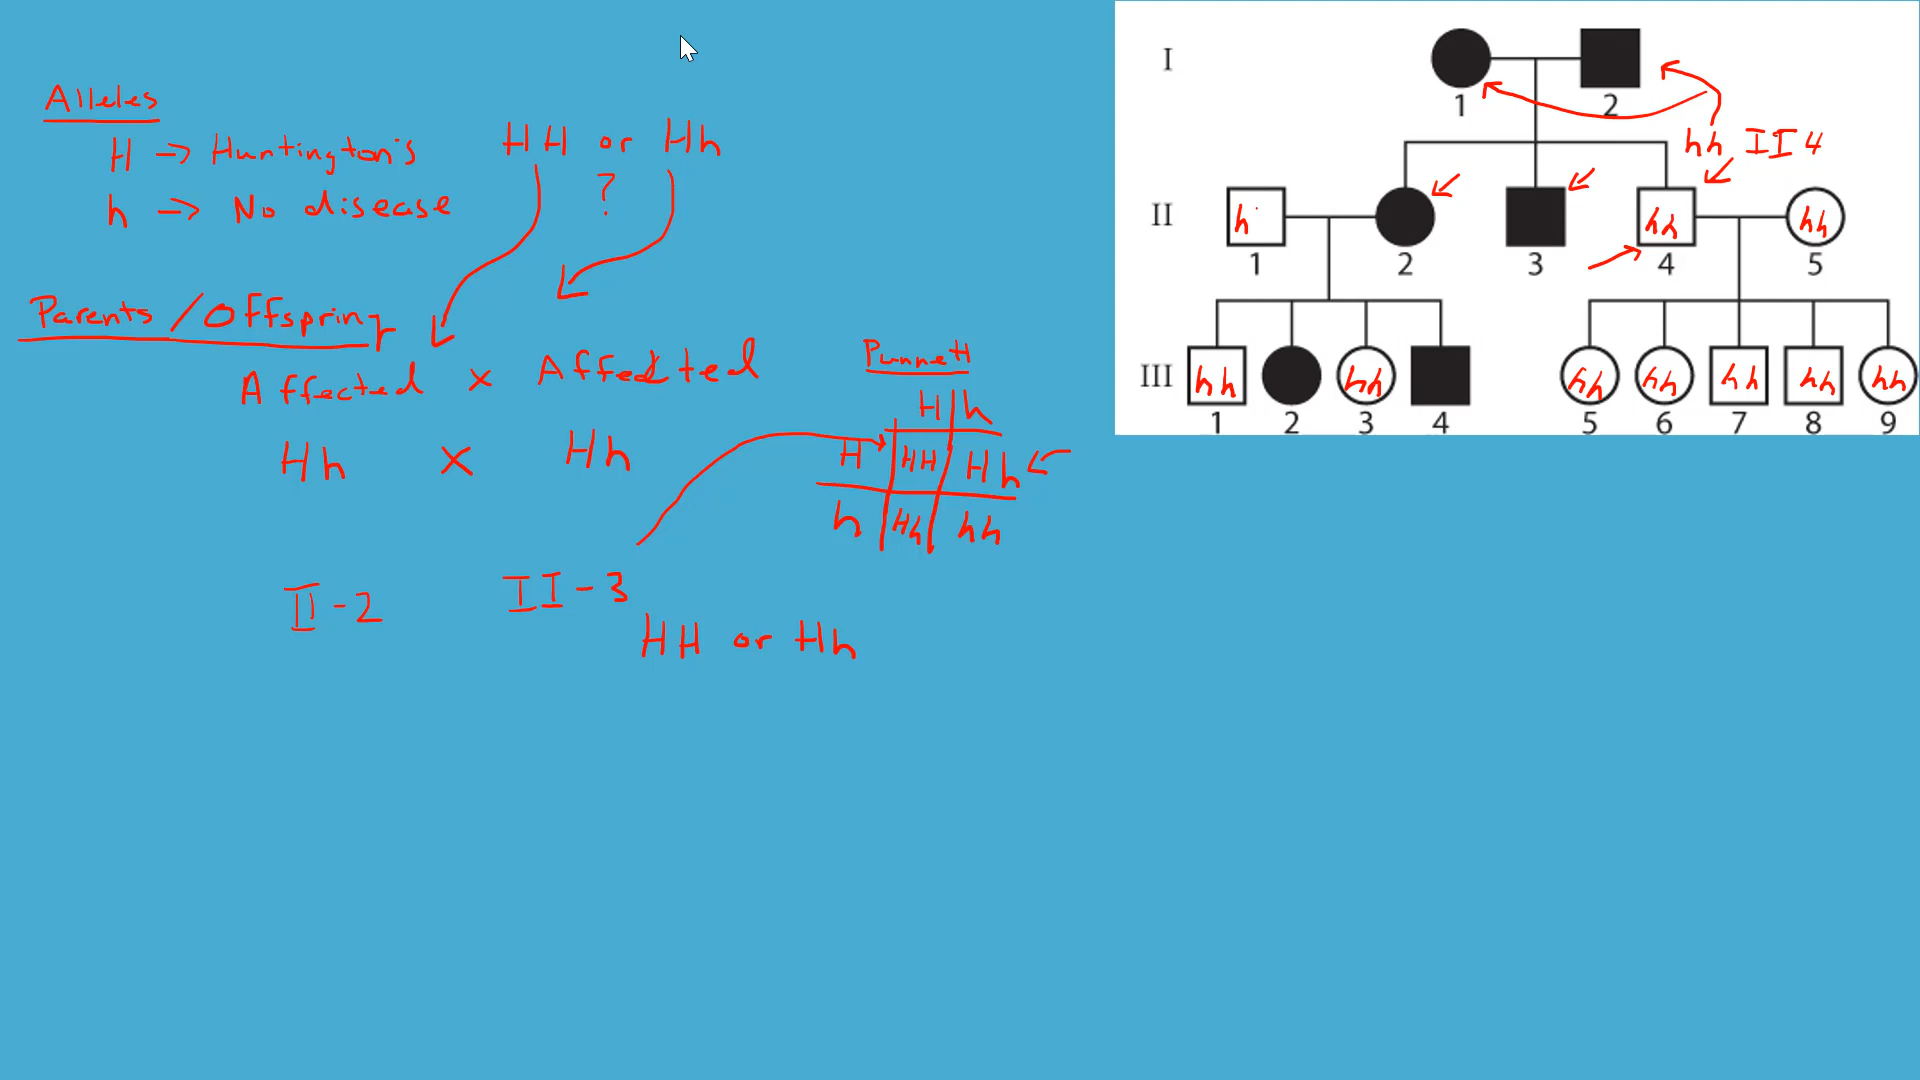 Alleles
H -> Huntington's
h -> No disease
HH or Hh
?
Parents / Offspring
Affected x Affected
Hh x Hh
II-2
II-3
HH or Hh
Punnett
H h
H HH Hh
h Hh hh
I
1 2
hh II 4
II
h hh hh
1 2 3 4 5
III
hh hh hh hh hh hh hh
1 2 3 4 5 6 7 8 9